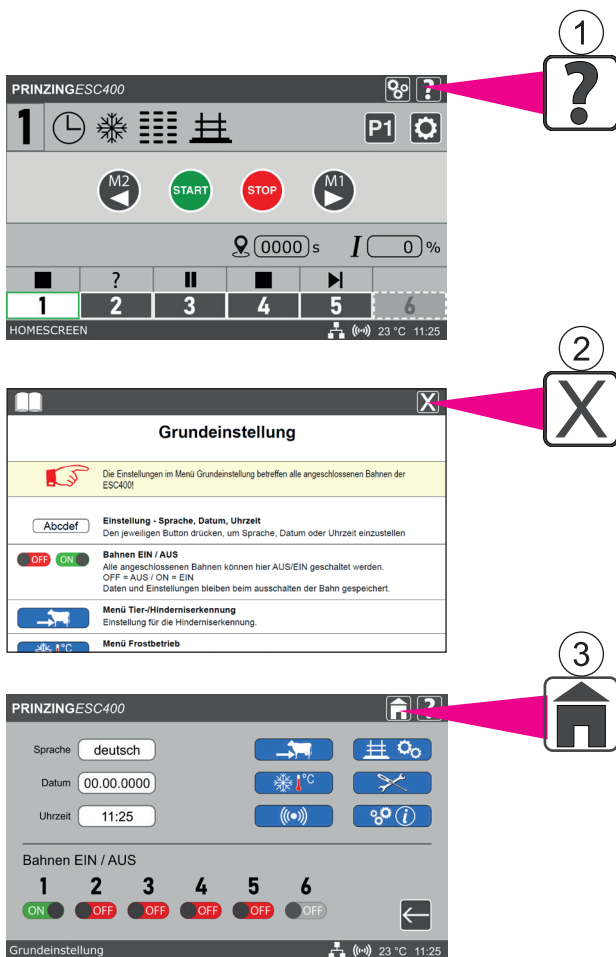 1
?
PRINZING ESC400
?
1
P1
M2
START
STOP
M1
0000 s
I 0 %
?
1 2 3 4 5 6
HOMESCREEN
23 °C 11:25
2
X
X
Grundeinstellung
Die Einstellungen im Menü Grundeinstellung betreffen alle angeschlossenen Bahnen der
ESC400!
Abcdef
Einstellung - Sprache, Datum, Uhrzeit
Den jeweiligen Button drücken, um Sprache, Datum oder Uhrzeit einzustellen
OFF ON
Bahnen EIN / AUS
Alle angeschlossenen Bahnen können hier AUS/EIN geschaltet werden.
OFF = AUS / ON = EIN
Daten und Einstellungen bleiben beim ausschalten der Bahn gespeichert.
Menü Tier-/Hinderniserkennung
Einstellung für die Hinderniserkennung.
°C
Menü Frostbetrieb
3
PRINZING ESC400
?
Sprache deutsch
Datum 00.00.0000
°C
Uhrzeit 11:25
i
Bahnen EIN / AUS
1 2 3 4 5 6
ON OFF OFF OFF OFF OFF
Grundeinstellung
23 °C 11:25